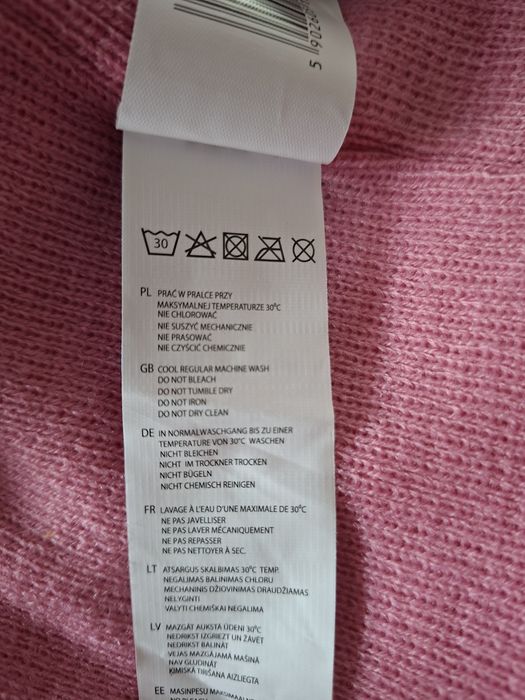 5 90260
30
PL PRAĆ W PRALCE PRZY
MAKSYMALNEJ TEMPERATURZE 30°C
NIE CHLOROWAĆ
NIE SUSZYĆ MECHANICZNIE
NIE PRASOWAĆ
NIE CZYŚCIĆ CHEMICZNIE
GB COOL REGULAR MACHINE WASH
DO NOT BLEACH
DO NOT TUMBLE DRY
DO NOT IRON
DO NOT DRY CLEAN
DE IN NORMALWASCHGANG BIS ZU EINER
TEMPERATURE VON 30°C WASCHEN
NICHT BLEICHEN
NICHT IM TROCKNER TROCKEN
NICHT BÜGELN
NICHT CHEMISCH REINIGEN
FR LAVAGE À L'EAU D'UNE MAXIMALE DE 30°C
NE PAS JAVELLISER
NE PAS LAVER MÉCANIQUEMENT
NE PAS REPASSER
NE PAS NETTOYER À SEC.
LT ATSARGUS SKALBIMAS 30°C TEMP.
NEGALIMAS BALINIMAS CHLORU
MECHANINIS DŽIOVINIMAS DRAUDŽIAMAS
NELYGINTI
VALYTI CHEMIŠKAI NEGALIMA
LV MAZGĀT AUKSTĀ ŪDENI 30°C
NEDRĪKST IZGRIEZT UN ŽĀVĒT
NEDRĪKST BALINĀT
VEJAS MAZGĀJAMĀ MAŠĪNĀ
NAV GLUDINĀT
ĶĪMISKĀ TĪRĪŠANA AIZLIEGTA
EE MASINPESU